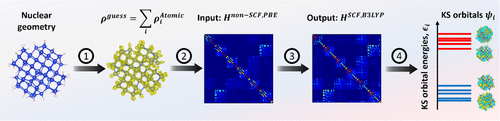 Nuclear geometry
ρ^guess = ∑_i ρ_i^Atomic
Input: H^non-SCF,PBE
Output: H^SCF,B3LYP
KS orbitals ψ_i
1
2
3
4
KS orbital energies, ϵ_i